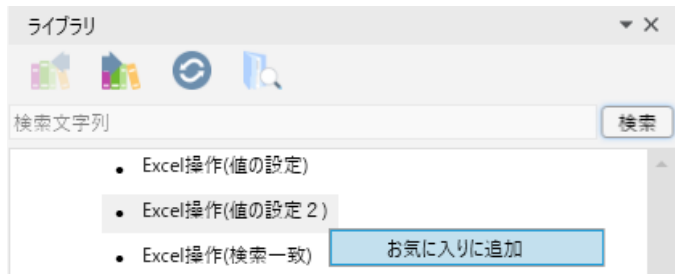 ライブラリ
検索文字列
検索
Excel操作(値の設定)
Excel操作(値の設定２)
お気に入りに追加
Excel操作(検索一致)